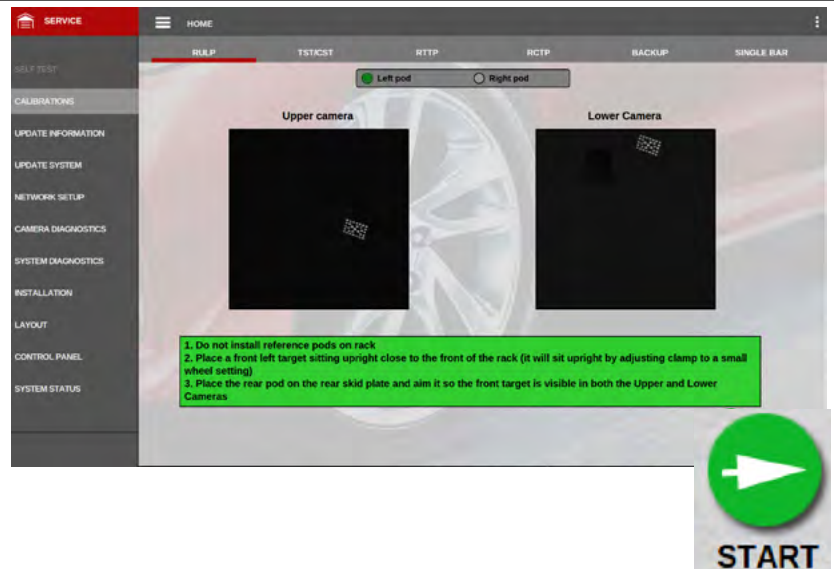 SERVICE
HOME
RULP
TST/CST
RTTP
RCTP
BACKUP
SINGLE BAR
SELF TEST
CALIBRATIONS
UPDATE INFORMATION
UPDATE SYSTEM
NETWORK SETUP
CAMERA DIAGNOSTICS
SYSTEM DIAGNOSTICS
INSTALLATION
LAYOUT
CONTROL PANEL
SYSTEM STATUS
Left pod
Right pod
Upper camera
Lower Camera
1. Do not install reference pods on rack
2. Place a front left target sitting upright close to the front of the rack (it will sit upright by adjusting clamp to a small
wheel setting)
3. Place the rear pod on the rear skid plate and aim it so the front target is visible in both the Upper and Lower
Cameras
START